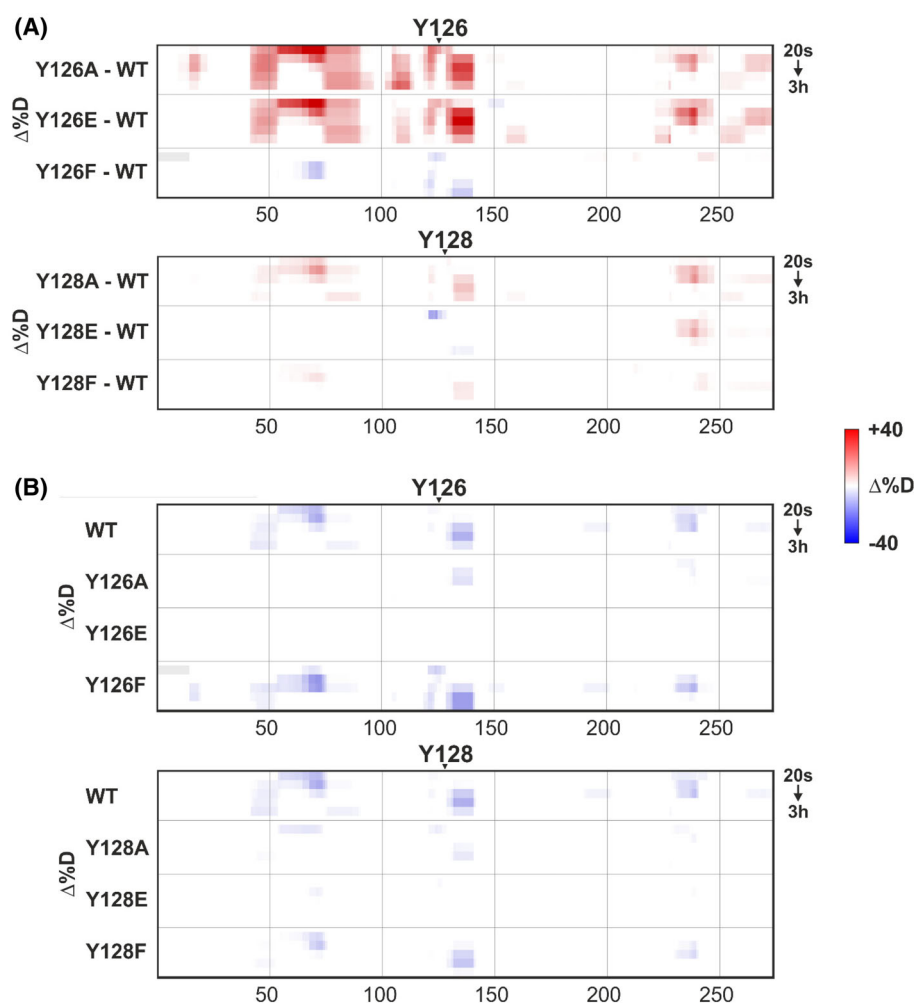 (A)
Y126
Δ%D
Y126A - WT
Y126E - WT
Y126F - WT
20s
3h
50 100 150 200 250
Y128
Δ%D
Y128A - WT
Y128E - WT
Y128F - WT
20s
3h
50 100 150 200 250
+40
Δ%D
-40
(B)
Y126
Δ%D
WT
Y126A
Y126E
Y126F
20s
3h
50 100 150 200 250
Y128
Δ%D
WT
Y128A
Y128E
Y128F
20s
3h
50 100 150 200 250